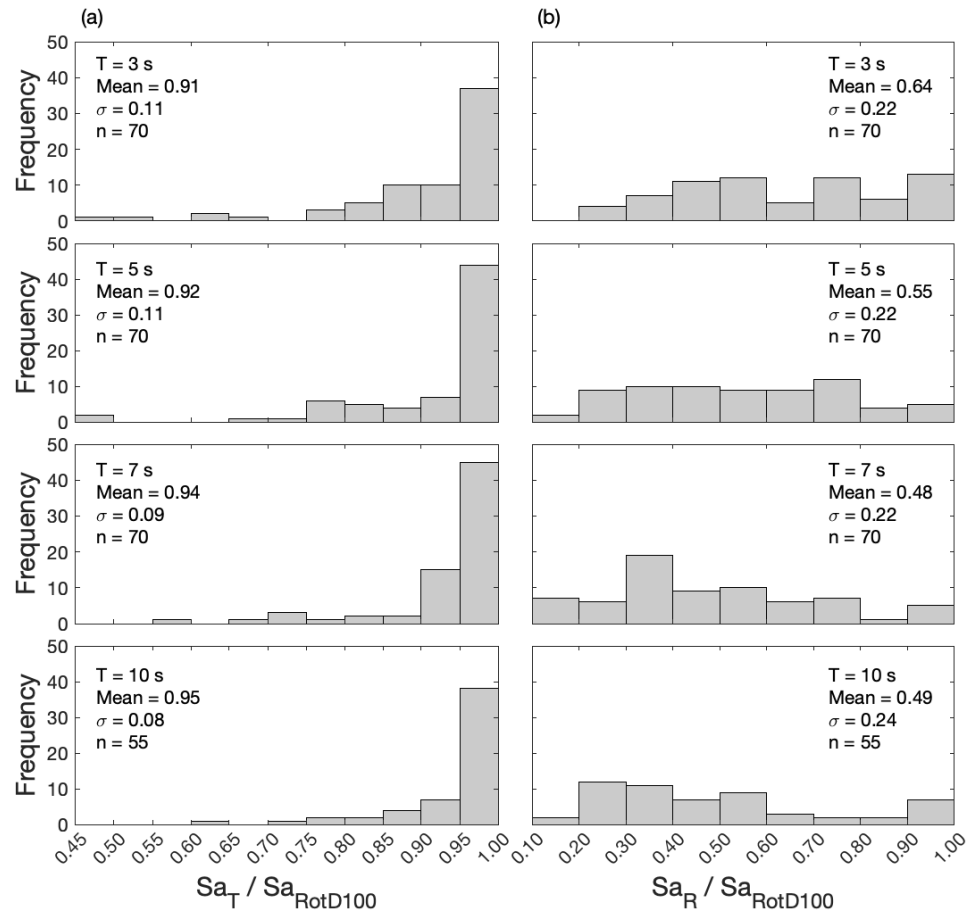 (a)
Frequency
50
40
30
20
10
0
T = 3 s
Mean = 0.91
σ = 0.11
n = 70
Frequency
50
40
30
20
10
0
T = 5 s
Mean = 0.92
σ = 0.11
n = 70
Frequency
50
40
30
20
10
0
T = 7 s
Mean = 0.94
σ = 0.09
n = 70
Frequency
50
40
30
20
10
0
T = 10 s
Mean = 0.95
σ = 0.08
n = 55
0.45 0.50 0.55 0.60 0.65 0.70 0.75 0.80 0.85 0.90 0.95 1.00
Sa_T / Sa_RotD100
(b)
T = 3 s
Mean = 0.64
σ = 0.22
n = 70
T = 5 s
Mean = 0.55
σ = 0.22
n = 70
T = 7 s
Mean = 0.48
σ = 0.22
n = 70
T = 10 s
Mean = 0.49
σ = 0.24
n = 55
0.10 0.20 0.30 0.40 0.50 0.60 0.70 0.80 0.90 1.00
Sa_R / Sa_RotD100